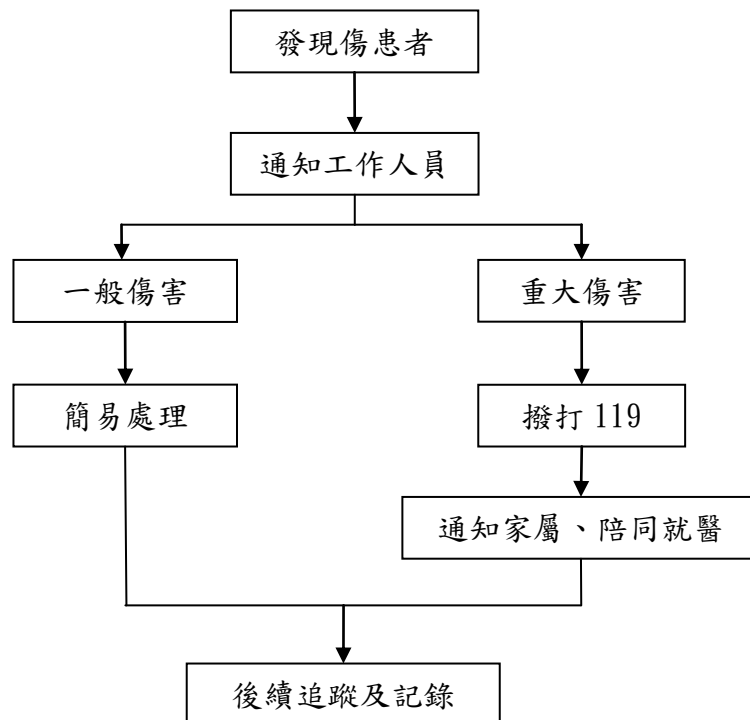 發現傷患者
通知工作人員
一般傷害
重大傷害
簡易處理
撥打 119
通知家屬、陪同就醫
後續追蹤及記錄